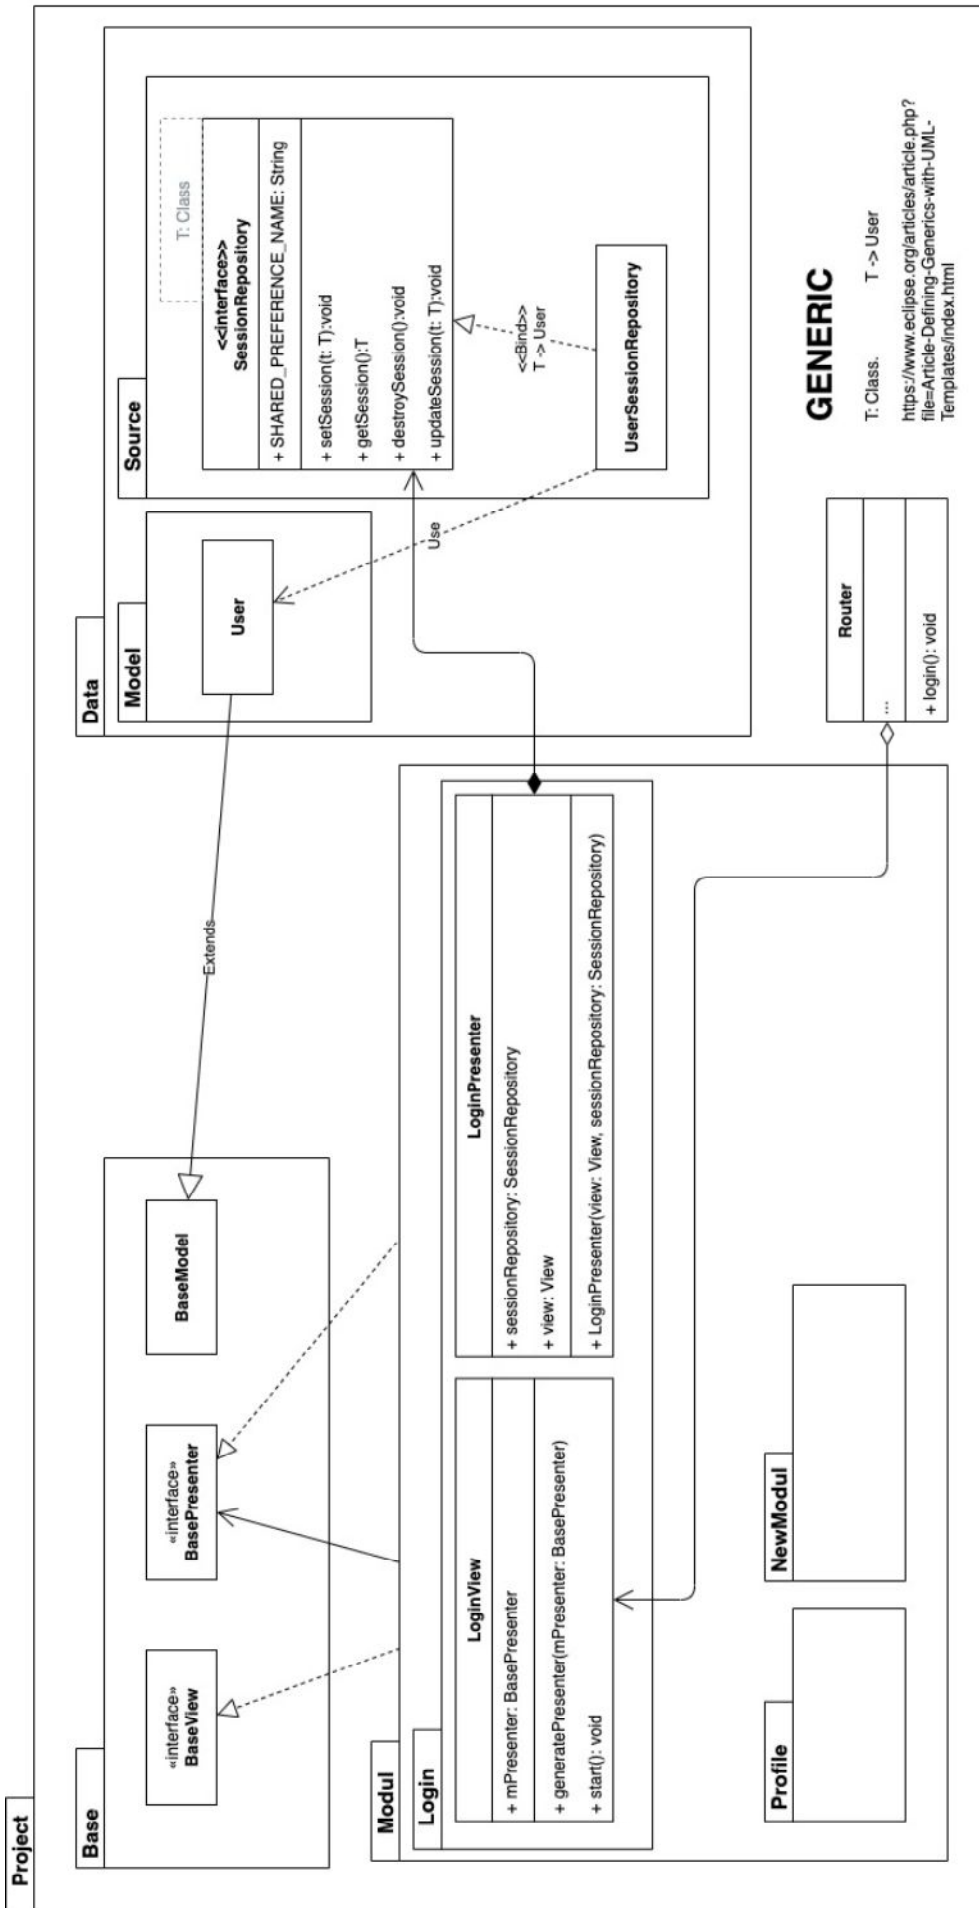 Project
Base
«interface»
BaseView
«interface»
BasePresenter
BaseModel
Extends
Data
Model
User
Source
T: Class
<<interface>>
SessionRepository
+ SHARED_PREFERENCE_NAME: String
+ setSession(t: T):void
+ getSession():T
+ destroySession():void
+ updateSession(t: T):void
Use
<<Bind>>
T -> User
UserSessionRepository
Modul
Login
LoginView
+ mPresenter: BasePresenter
+ generatePresenter(mPresenter: BasePresenter)
+ start(): void
LoginPresenter
+ sessionRepository: SessionRepository
+ view: View
+ LoginPresenter(view: View, sessionRepository: SessionRepository)
Profile
NewModul
Router
...
+ login(): void
GENERIC
T: Class. T -> User
https://www.eclipse.org/articles/article.php?
file=Article-Defining-Generics-with-UML-
Templates/index.html